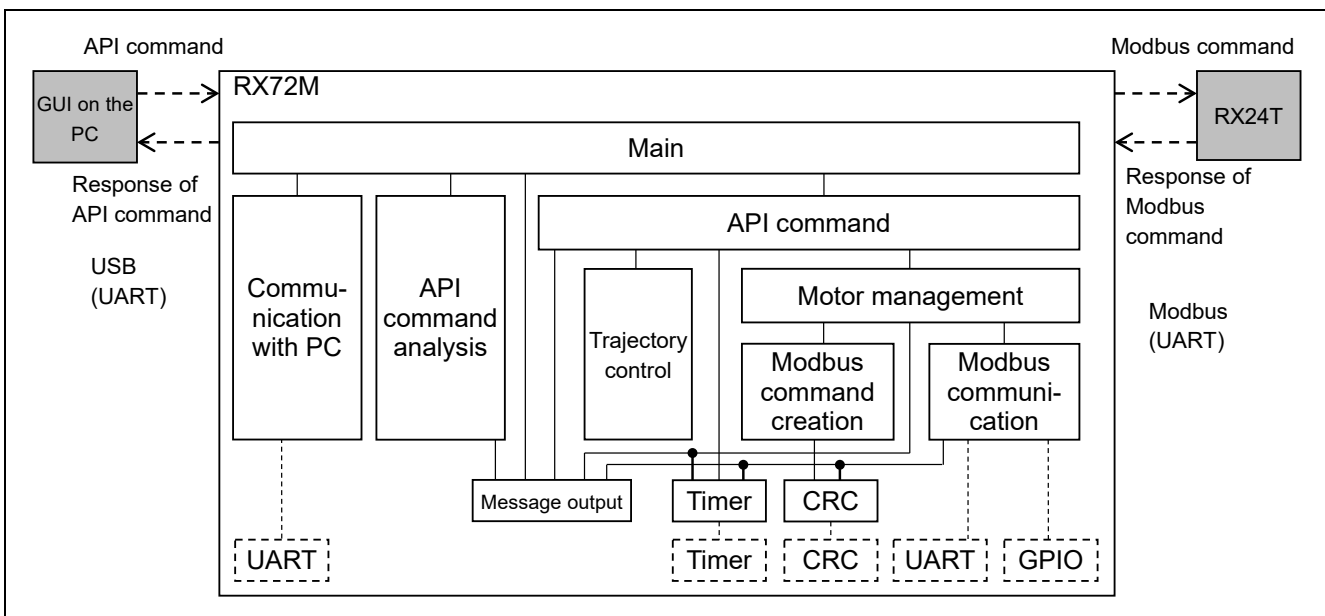 API command
Modbus command
RX72M
GUI on the
PC
RX24T
Main
Response of
API command
Response of
Modbus
command
USB
(UART)
Commu-
nication
with PC
API
command
analysis
API command
Trajectory
control
Motor management
Modbus
command
creation
Modbus
communi-
cation
Modbus
(UART)
Message output
Timer
CRC
UART
Timer
CRC
UART
GPIO